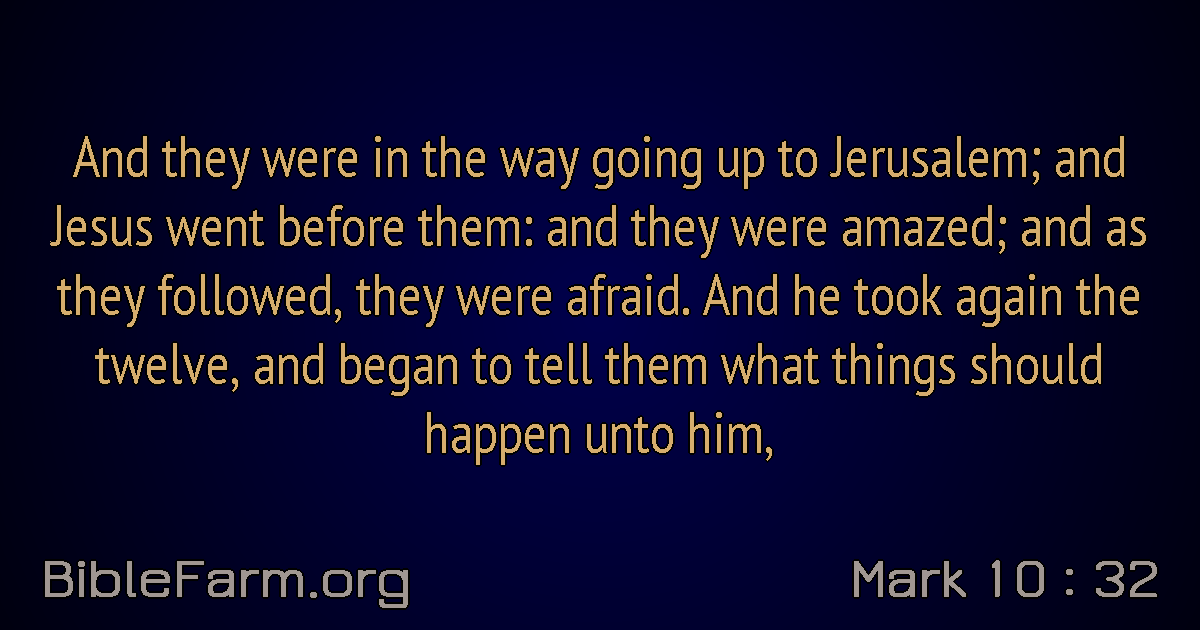 And they were in the way going up to Jerusalem; and
Jesus went before them: and they were amazed; and as
they followed, they were afraid. And he took again the
twelve, and began to tell them what things should
happen unto him,
BibleFarm.org
Mark 10 : 32